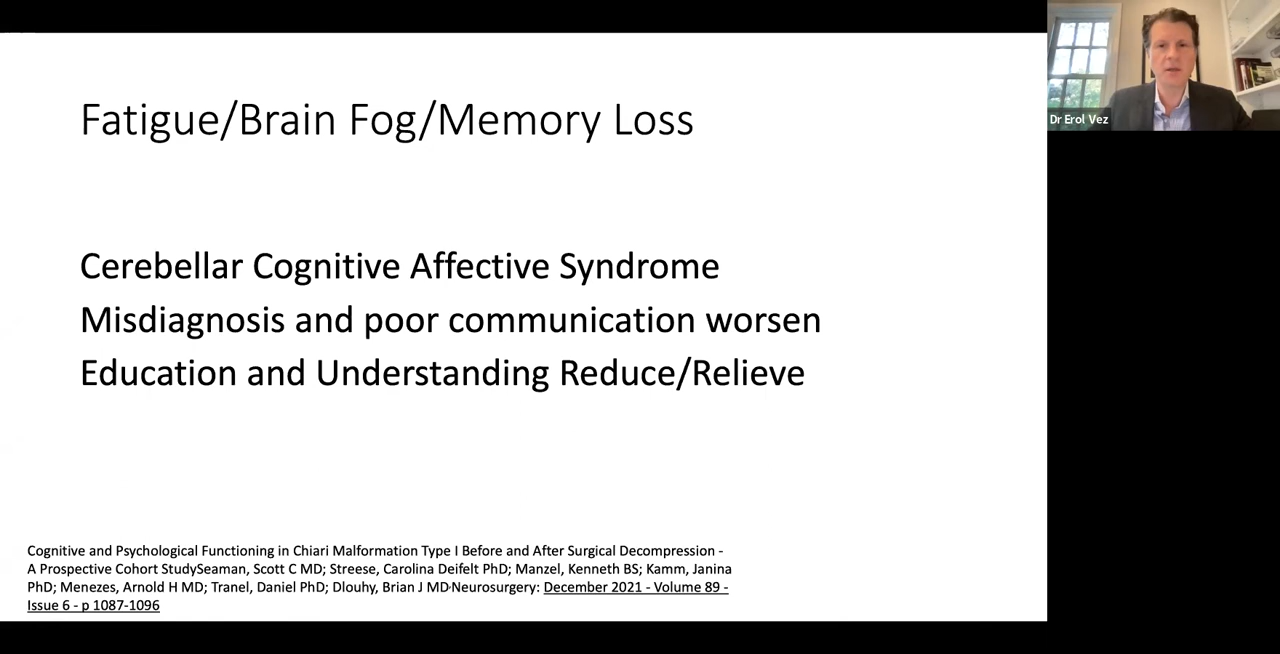 Fatigue/Brain Fog/Memory Loss
Dr Erol Vez
Cerebellar Cognitive Affective Syndrome
Misdiagnosis and poor communication worsen
Education and Understanding Reduce/Relieve
Cognitive and Psychological Functioning in Chiari Malformation Type I Before and After Surgical Decompression -
A Prospective Cohort StudySeaman, Scott C MD; Streese, Carolina Deifelt PhD; Manzel, Kenneth BS; Kamm, Janina
PhD; Menezes, Arnold H MD; Tranel, Daniel PhD; Dlouhy, Brian J MD·Neurosurgery: December 2021 - Volume 89 -
Issue 6 - p 1087-1096